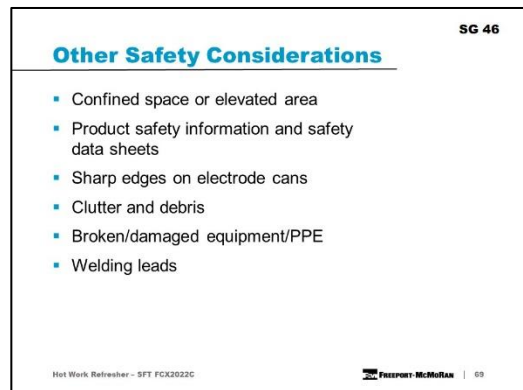 SG 46
Other Safety Considerations
▪ Confined space or elevated area
▪ Product safety information and safety
data sheets
▪ Sharp edges on electrode cans
▪ Clutter and debris
▪ Broken/damaged equipment/PPE
▪ Welding leads
Hot Work Refresher – SFT FCX2022C
FCX FREEPORT-MCMORAN | 69